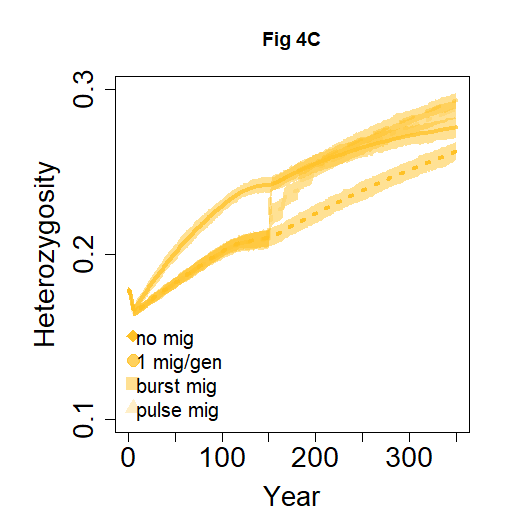 Fig 4C
Heterozygosity
0.3
0.2
0.1
no mig
1 mig/gen
burst mig
pulse mig
0 100 200 300
Year